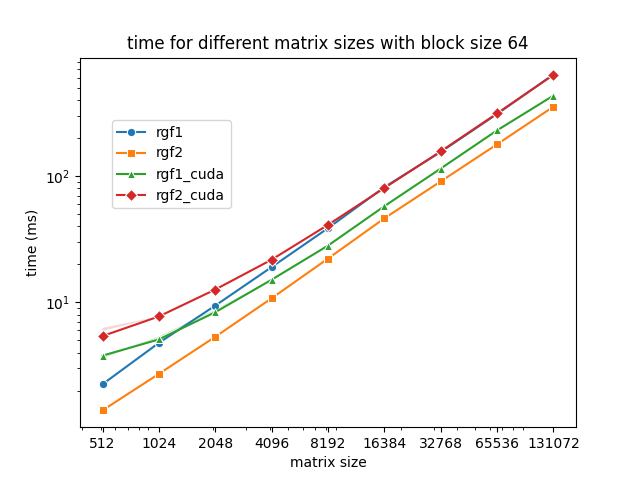 time for different matrix sizes with block size 64
time (ms)
10²
10¹
rgf1
rgf2
rgf1_cuda
rgf2_cuda
512 1024 2048 4096 8192 16384 32768 65536 131072
matrix size